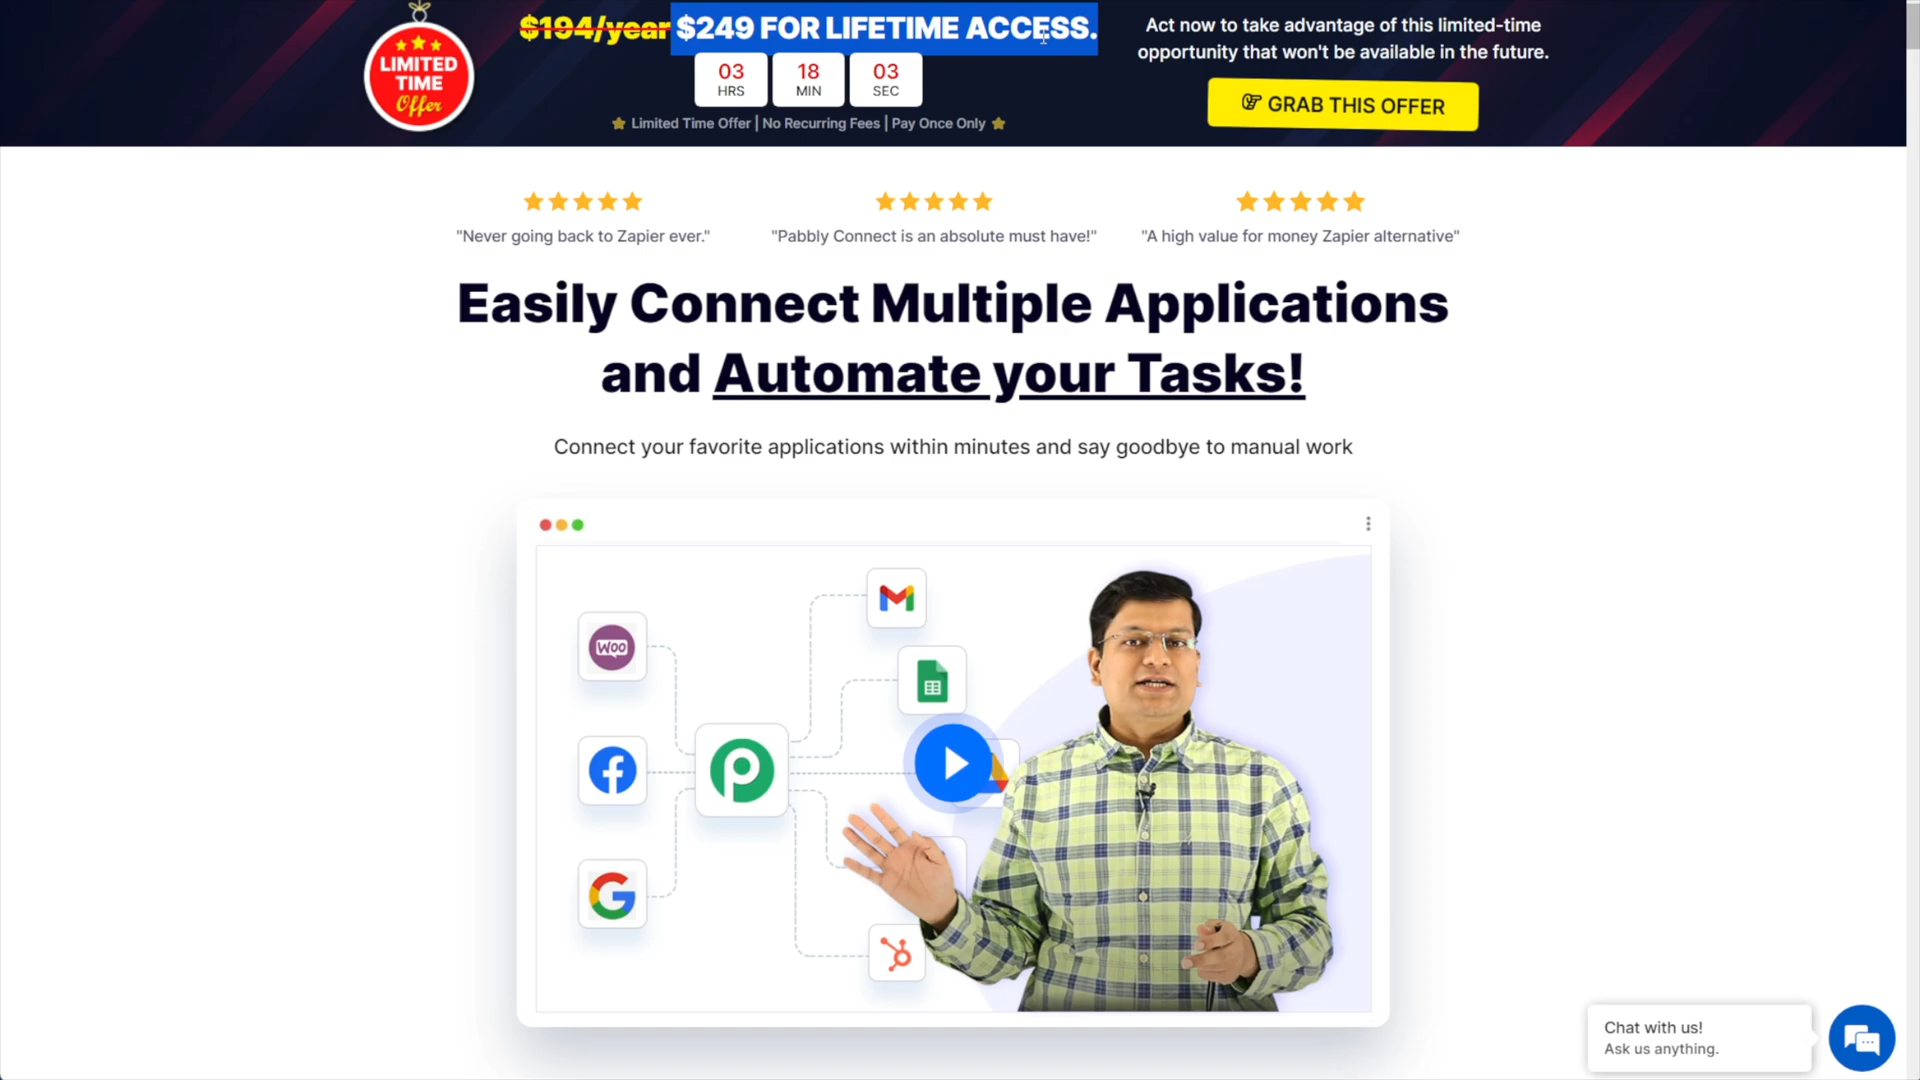 LIMITED
TIME
Offer
$194/year $249 FOR LIFETIME ACCESS.
03
HRS
18
MIN
03
SEC
Limited Time Offer | No Recurring Fees | Pay Once Only
Act now to take advantage of this limited-time
opportunity that won't be available in the future.
GRAB THIS OFFER
"Never going back to Zapier ever."
"Pabbly Connect is an absolute must have!"
"A high value for money Zapier alternative"
Easily Connect Multiple Applications
and Automate your Tasks!
Connect your favorite applications within minutes and say goodbye to manual work
Woo
Chat with us!
Ask us anything.